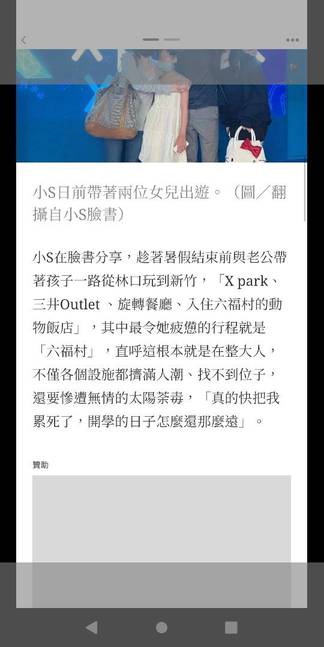 小S日前帶著兩位女兒出遊。（圖／翻
攝自小S臉書）
小S在臉書分享，趁著暑假結束前與老公帶
著孩子一路從林口玩到新竹，「X park、
三井Outlet 、旋轉餐廳、入住六福村的動
物飯店」，其中最令她疲憊的行程就是
「六福村」，直呼這根本就是在整大人，
不僅各個設施都擠滿人潮、找不到位子，
還要慘遭無情的太陽荼毒，「真的快把我
累死了，開學的日子怎麼還那麼遠」。
贊助